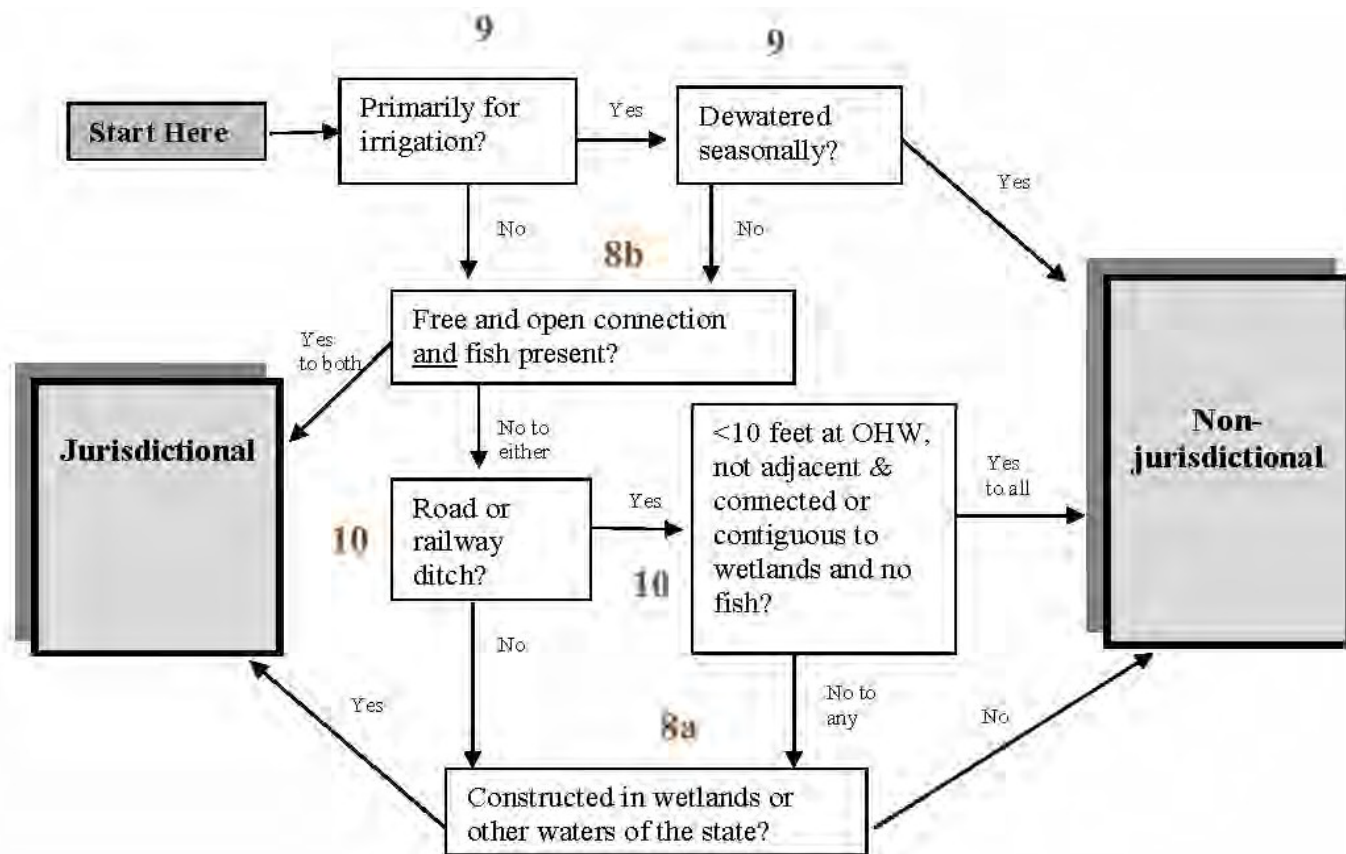 9
9
Start Here
Primarily for
irrigation?
Yes
Dewatered
seasonally?
Yes
No
8b
No
Free and open connection
and fish present?
Yes
to both
Jurisdictional
No to
either
<10 feet at OHW,
not adjacent &
connected or
contiguous to
wetlands and no
fish?
Yes
to all
Non-
jurisdictional
10
Road or
railway
ditch?
Yes
10
No
No to
any
Yes
8a
No
Constructed in wetlands or
other waters of the state?